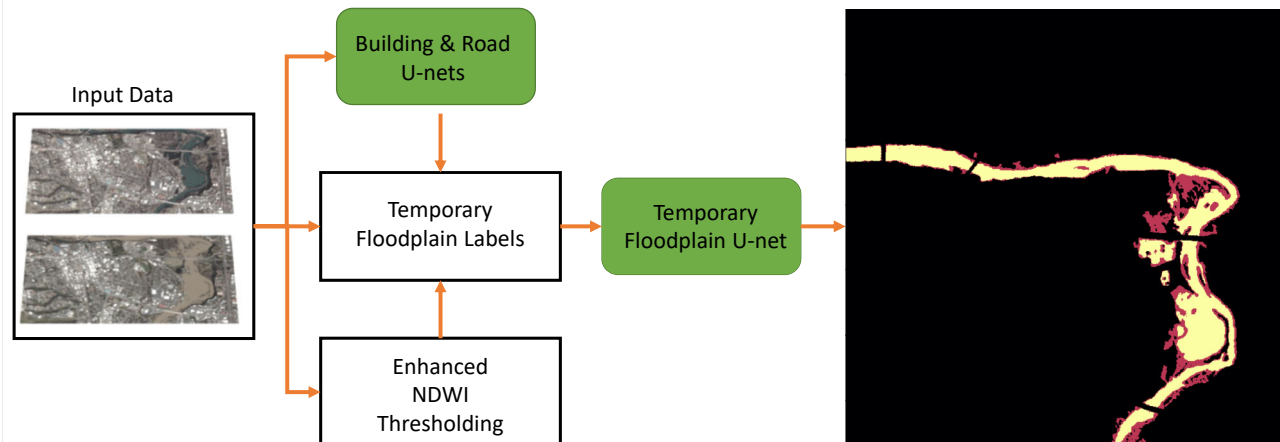 Building & Road
U-nets
Input Data
Temporary
Floodplain Labels
Temporary
Floodplain U-net
Enhanced
NDWI
Thresholding